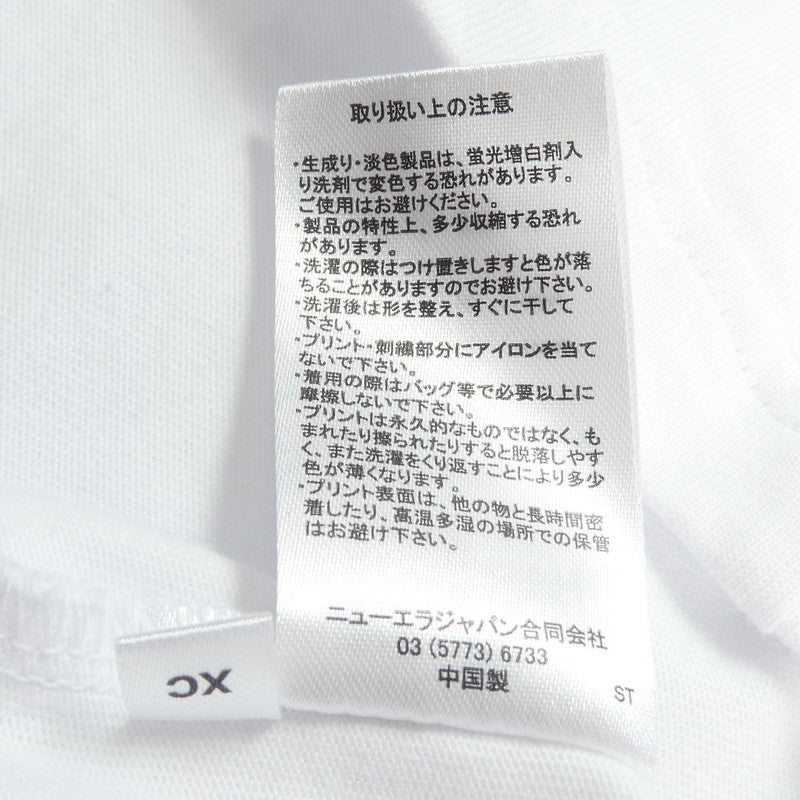 取り扱い上の注意
・生成り・淡色製品は、蛍光増白剤入
り洗剤で変色する恐れがあります。
ご使用はお避けください。
・製品の特性上、多少収縮する恐れ
があります。
・洗濯の際はつけ置きしますと色が落
ちることがありますのでお避け下さい。
・洗濯後は形を整え、すぐに干して
下さい。
・プリント・刺繍部分にアイロンを当て
ないで下さい。
・着用の際はバッグ等で必要以上に
摩擦しないで下さい。
・プリントは永久的なものではなく、も
まれたり擦られたりすると脱落しやす
く、また洗濯をくり返すことにより多少
色が薄くなります。
・プリント表面は、他の物と長時間密
着したり、高温多湿の場所での保管
はお避け下さい。
ニューエラジャパン合同会社
03 (5773) 6733
中国製
ST
XC